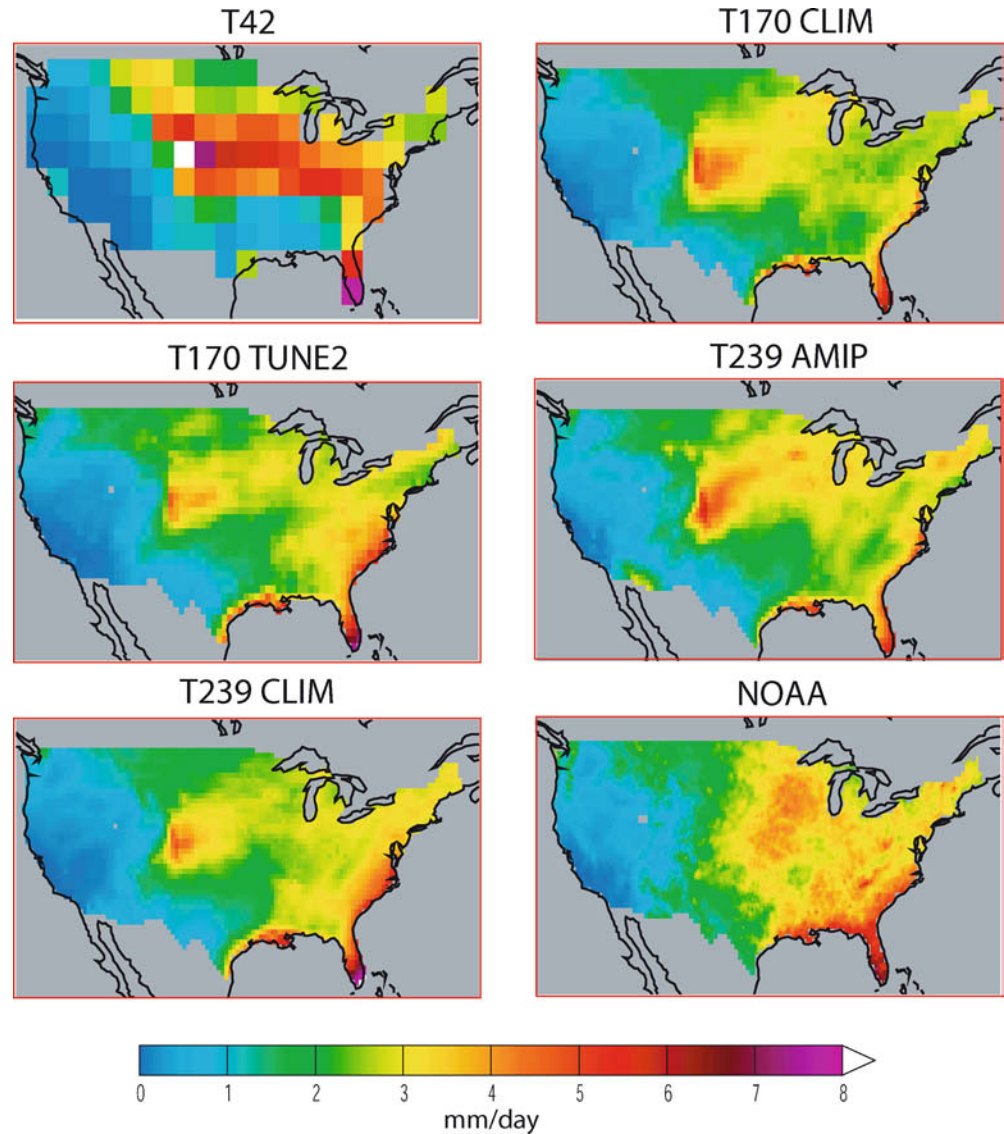 T42
T170 CLIM
T170 TUNE2
T239 AMIP
T239 CLIM
NOAA
0 1 2 3 4 5 6 7 8
mm/day